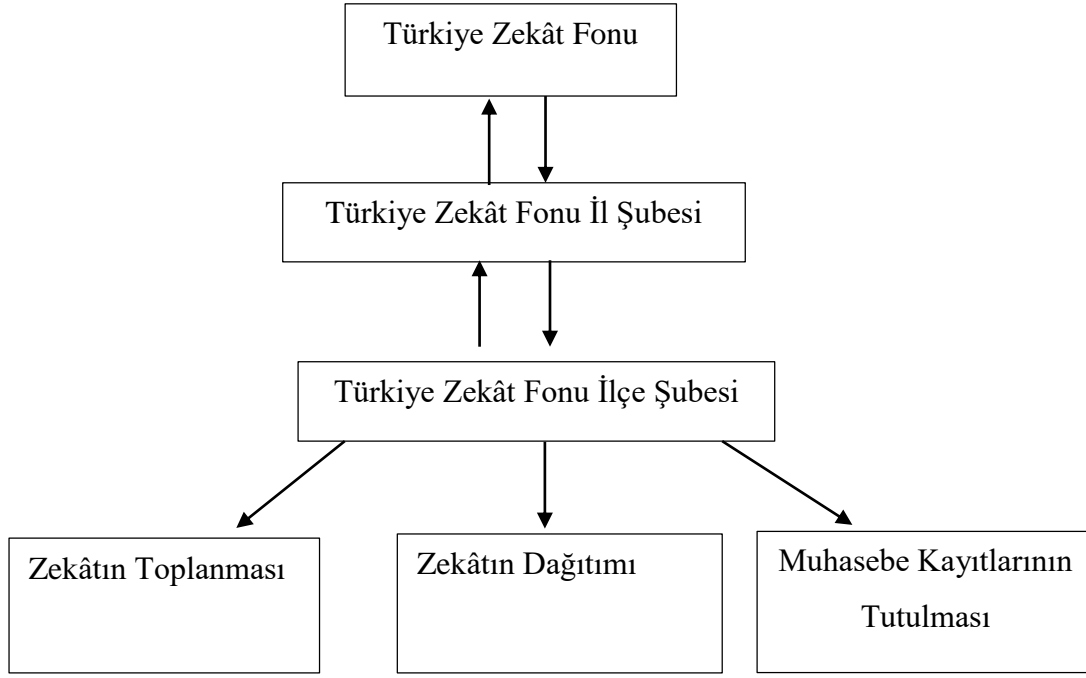 Türkiye Zekât Fonu
Türkiye Zekât Fonu İl Şubesi
Türkiye Zekât Fonu İlçe Şubesi
Zekâtın Toplanması
Zekâtın Dağıtımı
Muhasebe Kayıtlarının
Tutulması